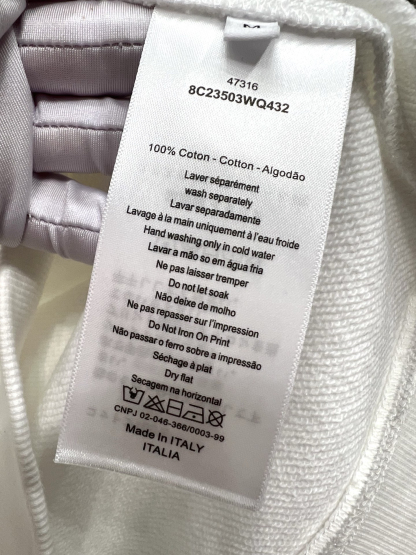 M
47316
8C23503WQ432
100% Coton - Cotton - Algodão
Laver séparément
wash separately
Lavar separadamente
Lavage à la main uniquement à l'eau froide
Hand washing only in cold water
Lavar a mão so em água fria
Ne pas laisser tremper
Do not let soak
Não deixe de molho
Ne pas repasser sur l'impression
Do Not Iron On Print
Não passar o ferro sobre a impressão
Séchage à plat
Dry flat
Secagem na horizontal
CNPJ 02-046-366/0003-99
Made In ITALY
ITALIA